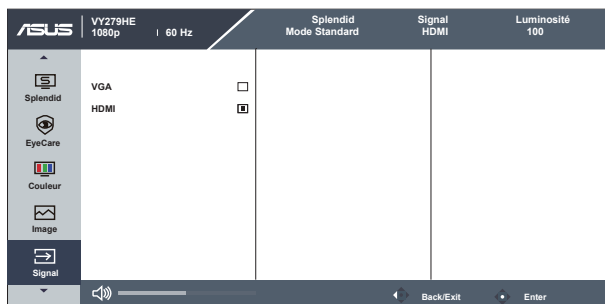 ASUS
VY279HE
1080p | 60 Hz
Splendid
Mode Standard
Signal
HDMI
Luminosité
100
Splendid
EyeCare
Couleur
Image
Signal
VGA
HDMI
Back/Exit
Enter